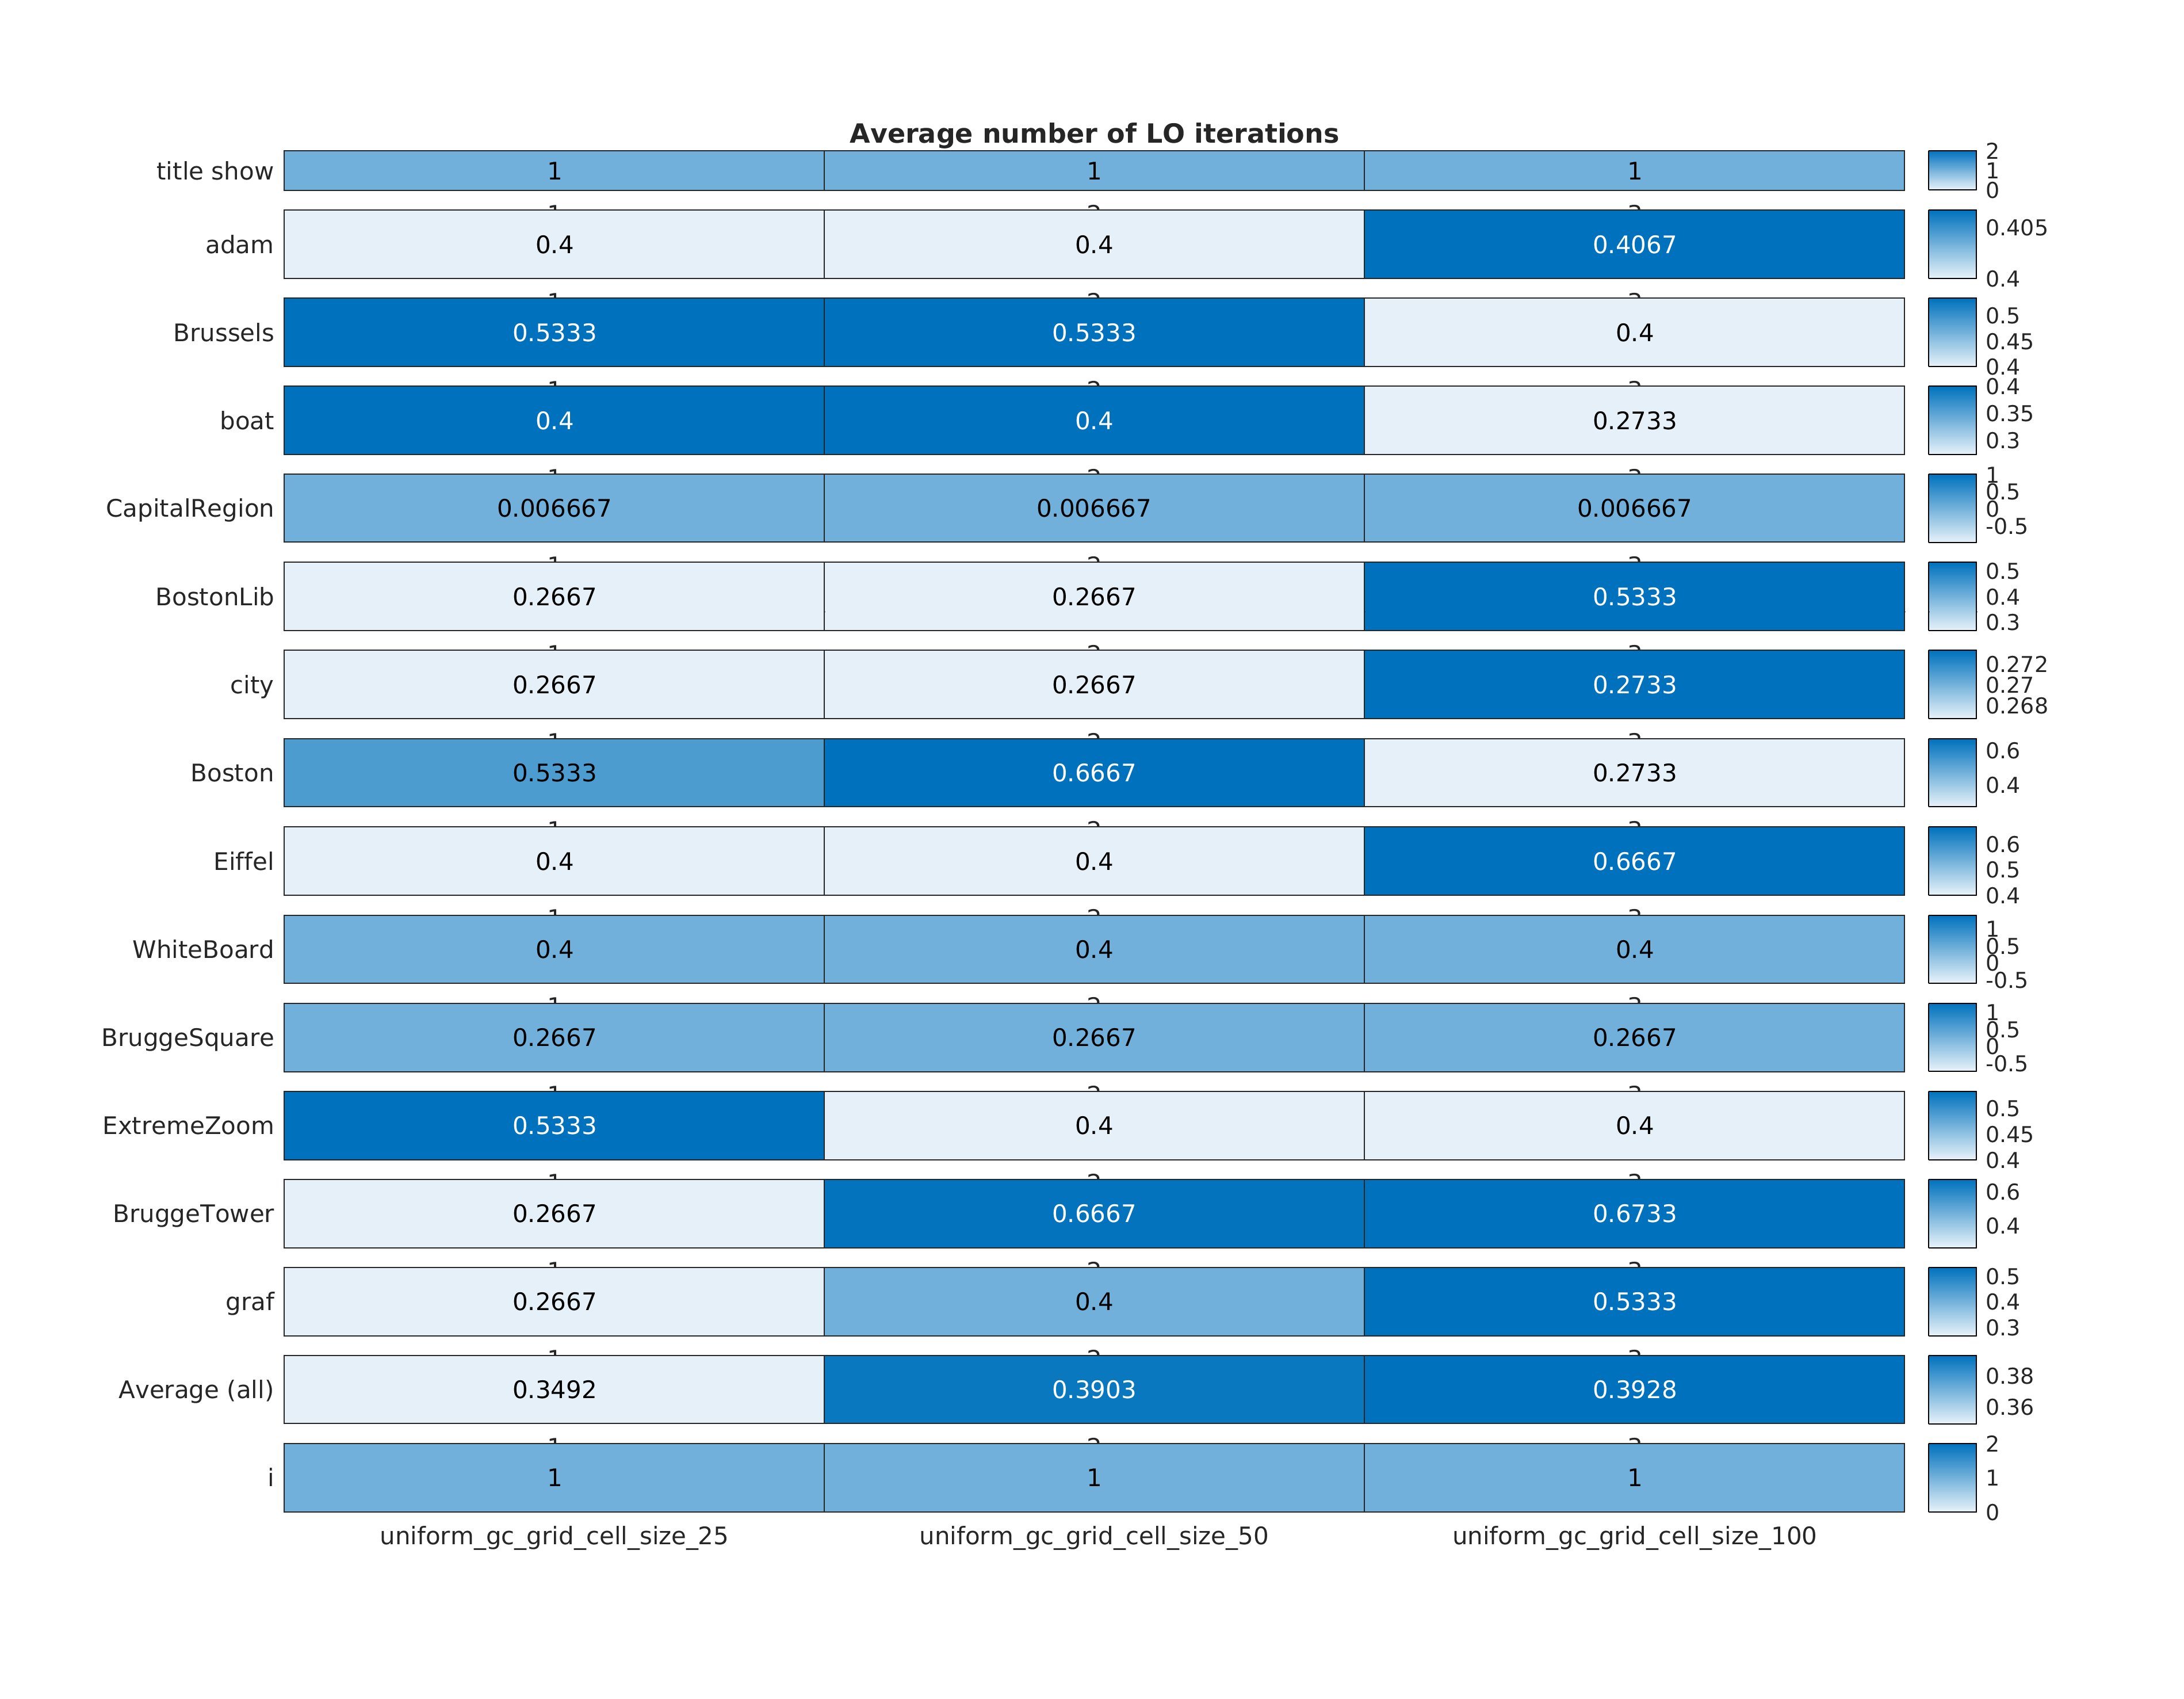 Average number of LO iterations
title show 1 1 1 2 1 0
adam 0.4 0.4 0.4067 0.405 0.4
Brussels 0.5333 0.5333 0.4 0.5 0.45 0.4
boat 0.4 0.4 0.2733 0.4 0.35 0.3
CapitalRegion 0.006667 0.006667 0.006667 1 0.5 0 -0.5
BostonLib 0.2667 0.2667 0.5333 0.5 0.4 0.3
city 0.2667 0.2667 0.2733 0.272 0.27 0.268
Boston 0.5333 0.6667 0.2733 0.6 0.4
Eiffel 0.4 0.4 0.6667 0.6 0.5 0.4
WhiteBoard 0.4 0.4 0.4 1 0.5 0 -0.5
BruggeSquare 0.2667 0.2667 0.2667 1 0.5 0 -0.5
ExtremeZoom 0.5333 0.4 0.4 0.5 0.45 0.4
BruggeTower 0.2667 0.6667 0.6733 0.6 0.4
graf 0.2667 0.4 0.5333 0.5 0.4 0.3
Average (all) 0.3492 0.3903 0.3928 0.38 0.36
i 1 1 1 2 1 0
uniform_gc_grid_cell_size_25 uniform_gc_grid_cell_size_50 uniform_gc_grid_cell_size_100